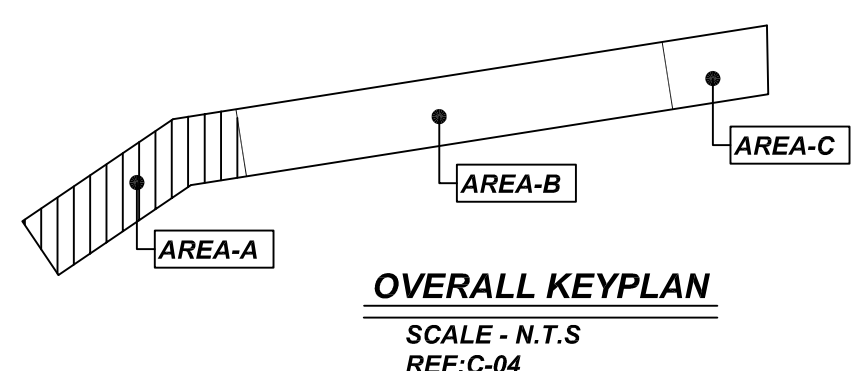 AREA-C
AREA-B
AREA-A
OVERALL KEYPLAN
SCALE - N.T.S
REF:C-04